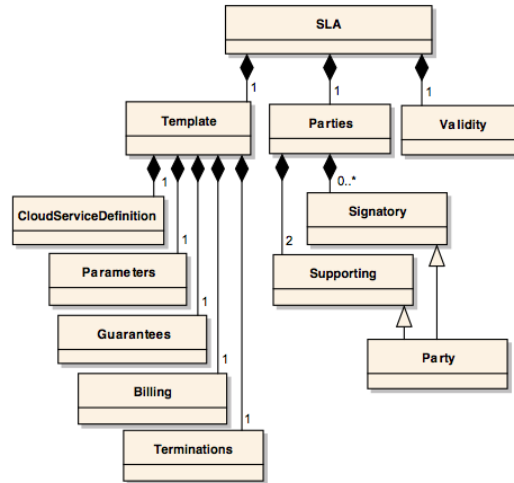 SLA
1
1
1
Template
Parties
Validity
1
0..*
CloudServiceDefinition
Signatory
1
Parameters
2
Supporting
1
Guarantees
Party
1
Billing
1
Terminations